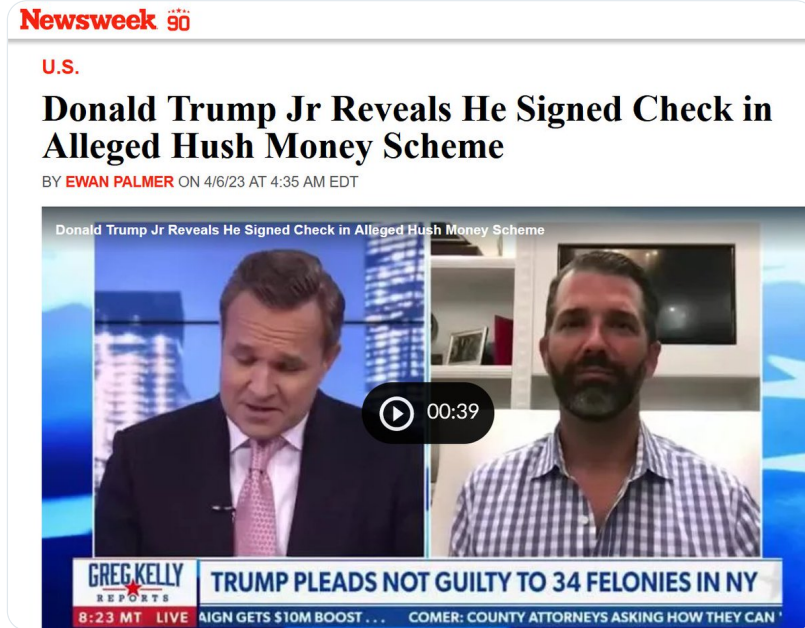 Newsweek 90
U.S.
Donald Trump Jr Reveals He Signed Check in
Alleged Hush Money Scheme
BY EWAN PALMER ON 4/6/23 AT 4:35 AM EDT
Donald Trump Jr Reveals He Signed Check in Alleged Hush Money Scheme
00:39
GREG KELLY
REPORTS
TRUMP PLEADS NOT GUILTY TO 34 FELONIES IN NY
8:23 MT LIVE AIGN GETS $10M BOOST . . . COMER: COUNTY ATTORNEYS ASKING HOW THEY CAN '